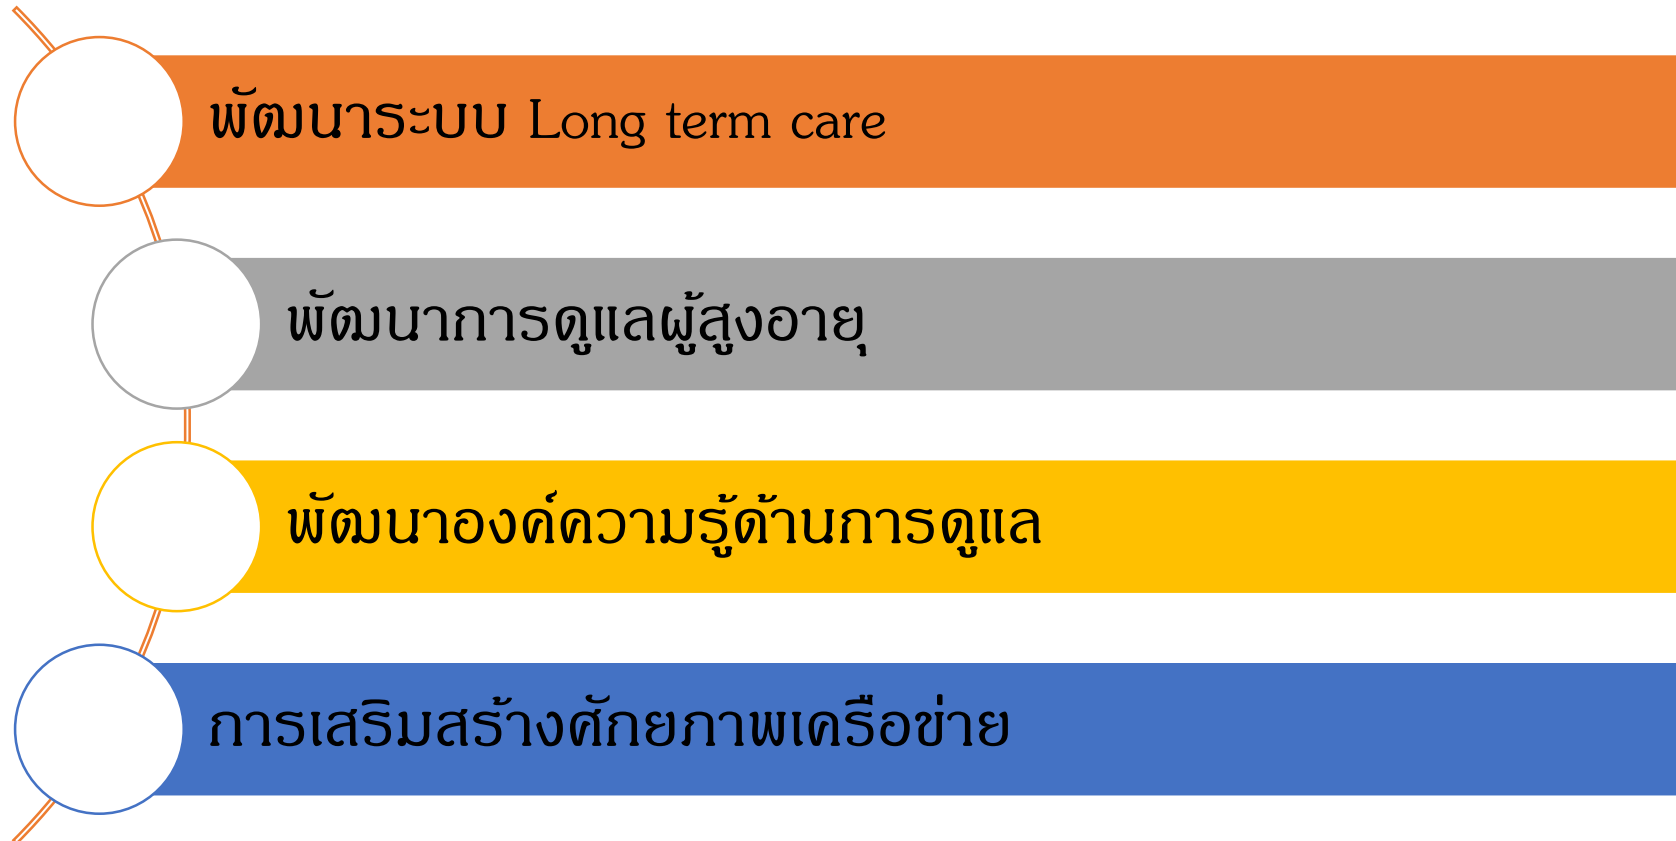 พัฒนาระบบ Long term care
พัฒนาการดูแลผู้สูงอายุ
พัฒนาองค์ความรู้ด้านการดูแล
การเสริมสร้างศักยภาพเครือข่าย